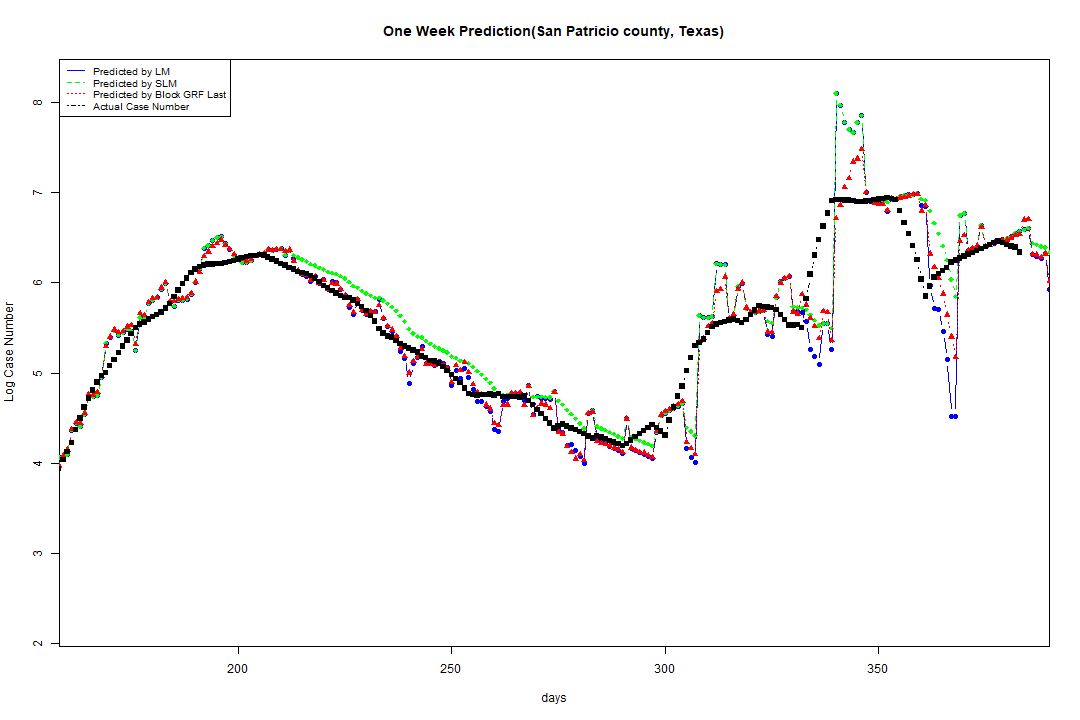 One Week Prediction(San Patricio county, Texas)
Predicted by LM
Predicted by SLM
Predicted by Block GRF Last
Actual Case Number
8
7
6
5
4
3
2
Log Case Number
200 250 300 350
days